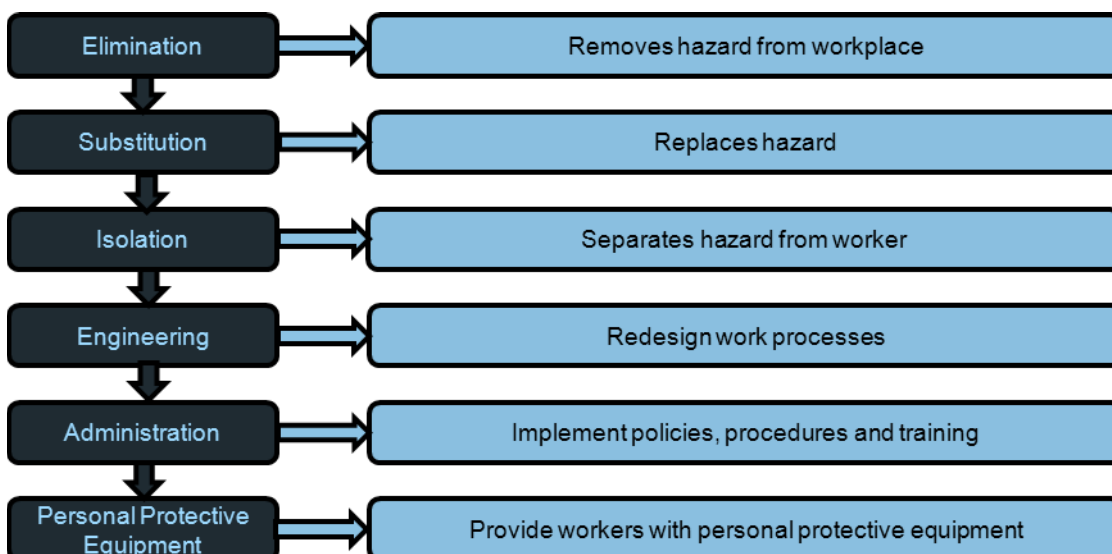 Elimination
Removes hazard from workplace
Substitution
Replaces hazard
Isolation
Separates hazard from worker
Engineering
Redesign work processes
Administration
Implement policies, procedures and training
Personal Protective
Equipment
Provide workers with personal protective equipment